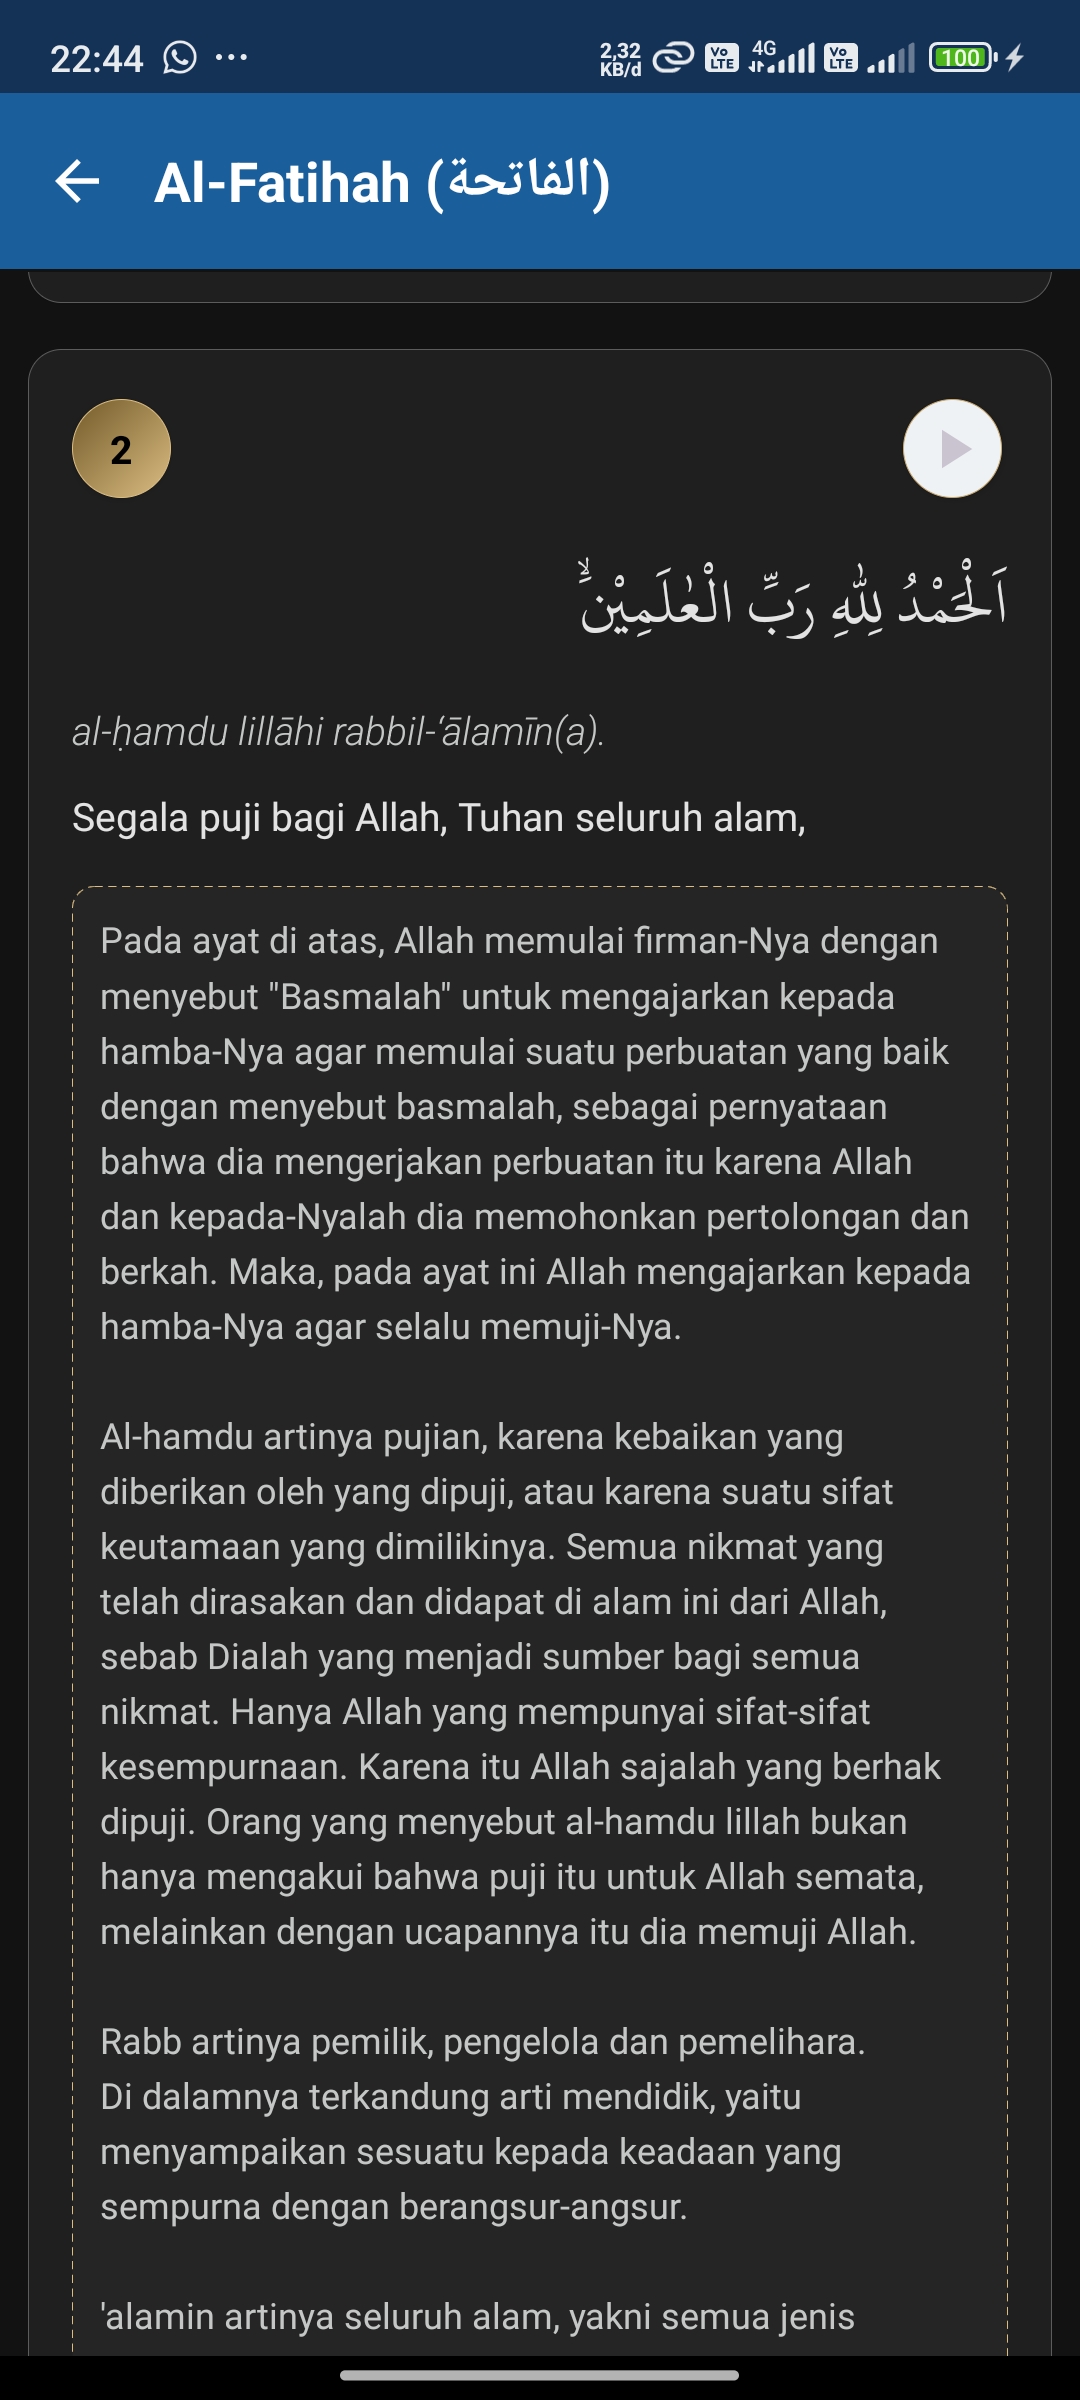 22:44
2,32
KB/d
Vo
LTE
4G
Vo
LTE
100
Al-Fatihah (الفاتحة)
2
اَلْحَمْدُ لِلّٰهِ رَبِّ الْعٰلَمِيْنَۙ
al-ḥamdu lillāhi rabbil-‘ālamīn(a).
Segala puji bagi Allah, Tuhan seluruh alam,
Pada ayat di atas, Allah memulai firman-Nya dengan
menyebut "Basmalah" untuk mengajarkan kepada
hamba-Nya agar memulai suatu perbuatan yang baik
dengan menyebut basmalah, sebagai pernyataan
bahwa dia mengerjakan perbuatan itu karena Allah
dan kepada-Nyalah dia memohonkan pertolongan dan
berkah. Maka, pada ayat ini Allah mengajarkan kepada
hamba-Nya agar selalu memuji-Nya.
Al-hamdu artinya pujian, karena kebaikan yang
diberikan oleh yang dipuji, atau karena suatu sifat
keutamaan yang dimilikinya. Semua nikmat yang
telah dirasakan dan didapat di alam ini dari Allah,
sebab Dialah yang menjadi sumber bagi semua
nikmat. Hanya Allah yang mempunyai sifat-sifat
kesempurnaan. Karena itu Allah sajalah yang berhak
dipuji. Orang yang menyebut al-hamdu lillah bukan
hanya mengakui bahwa puji itu untuk Allah semata,
melainkan dengan ucapannya itu dia memuji Allah.
Rabb artinya pemilik, pengelola dan pemelihara.
Di dalamnya terkandung arti mendidik, yaitu
menyampaikan sesuatu kepada keadaan yang
sempurna dengan berangsur-angsur.
'alamin artinya seluruh alam, yakni semua jenis